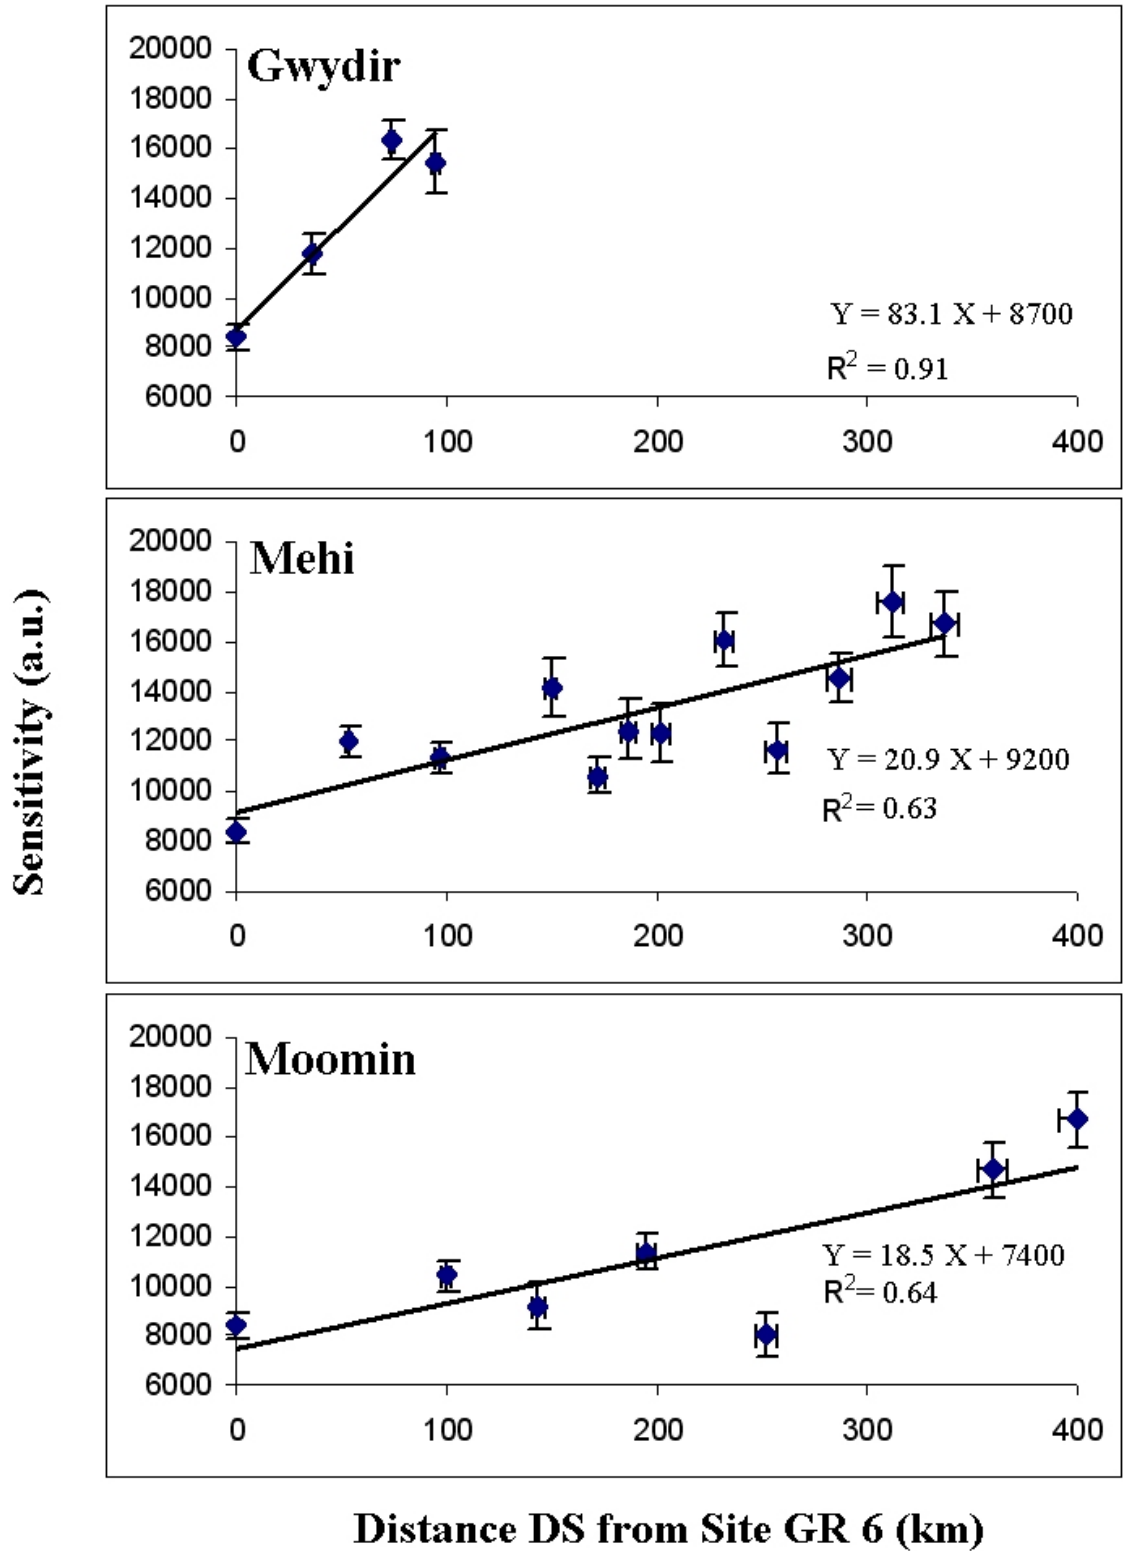 Sensitivity (a.u.)
Gwydir
20000
18000
16000
14000
12000
10000
8000
6000
0 100 200 300 400
Y = 83.1 X + 8700
R² = 0.91
Mehi
20000
18000
16000
14000
12000
10000
8000
6000
0 100 200 300 400
Y = 20.9 X + 9200
R² = 0.63
Moomin
20000
18000
16000
14000
12000
10000
8000
6000
0 100 200 300 400
Y = 18.5 X + 7400
R² = 0.64
Distance DS from Site GR 6 (km)